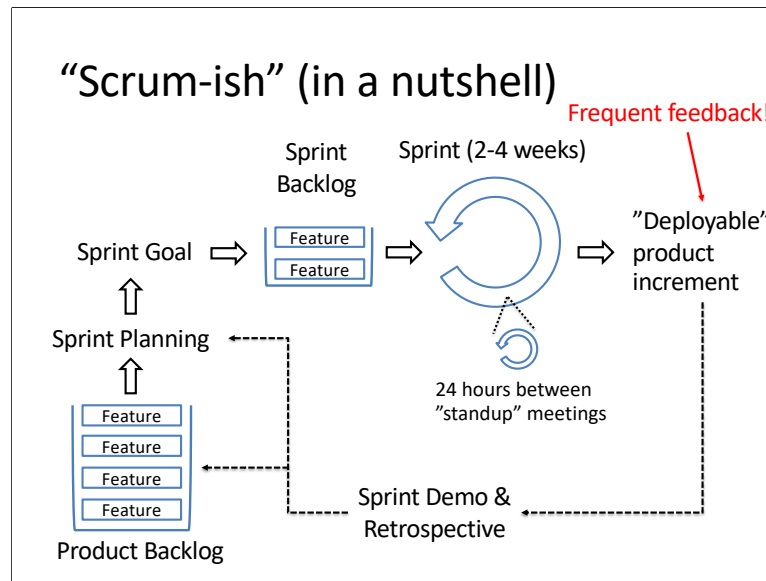 “Scrum-ish” (in a nutshell)
Frequent feedback!
Sprint
Backlog
Sprint (2-4 weeks)
Feature
Feature
”Deployable”
product
increment
Sprint Goal
Sprint Planning
24 hours between
”standup” meetings
Feature
Feature
Feature
Feature
Product Backlog
Sprint Demo &
Retrospective